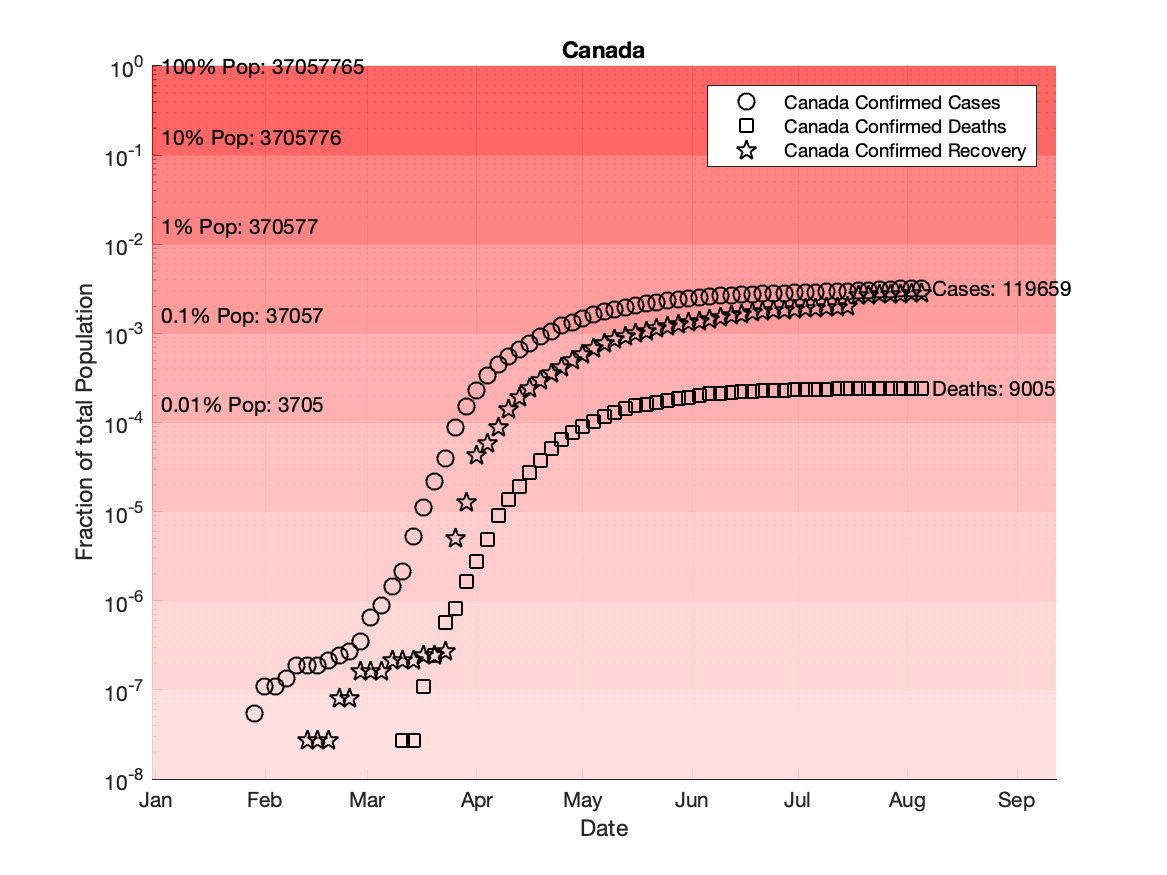 Canada
10^0
10^-1
10^-2
10^-3
10^-4
10^-5
10^-6
10^-7
10^-8
Fraction of total Population
100% Pop: 37057765
10% Pop: 3705776
1% Pop: 370577
0.1% Pop: 37057
0.01% Pop: 3705
Canada Confirmed Cases
Canada Confirmed Deaths
Canada Confirmed Recovery
Cases: 119659
Deaths: 9005
Jan Feb Mar Apr May Jun Jul Aug Sep
Date